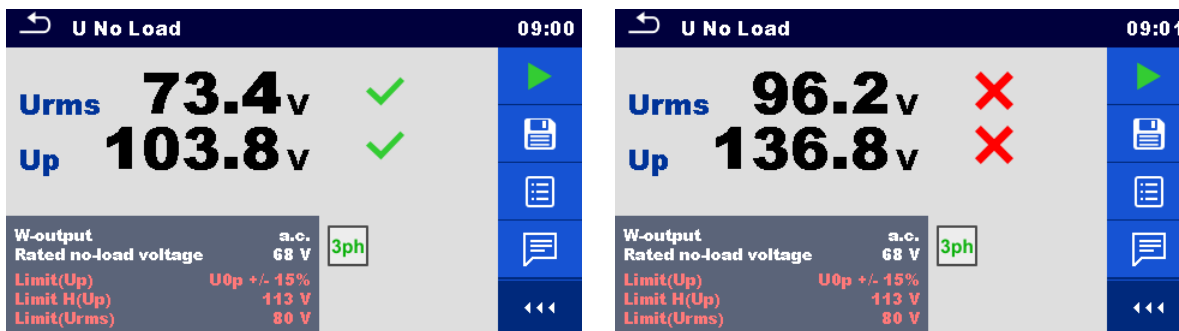 U No Load 09:00
Urms 73.4 V
Up 103.8 V
W-output a.c.
Rated no-load voltage 68 V
3ph
Limit(Up) U0p +/- 15%
Limit H(Up) 113 V
Limit(Urms) 80 V
U No Load 09:01
Urms 96.2 V
Up 136.8 V
W-output a.c.
Rated no-load voltage 68 V
3ph
Limit(Up) U0p +/- 15%
Limit H(Up) 113 V
Limit(Urms) 80 V